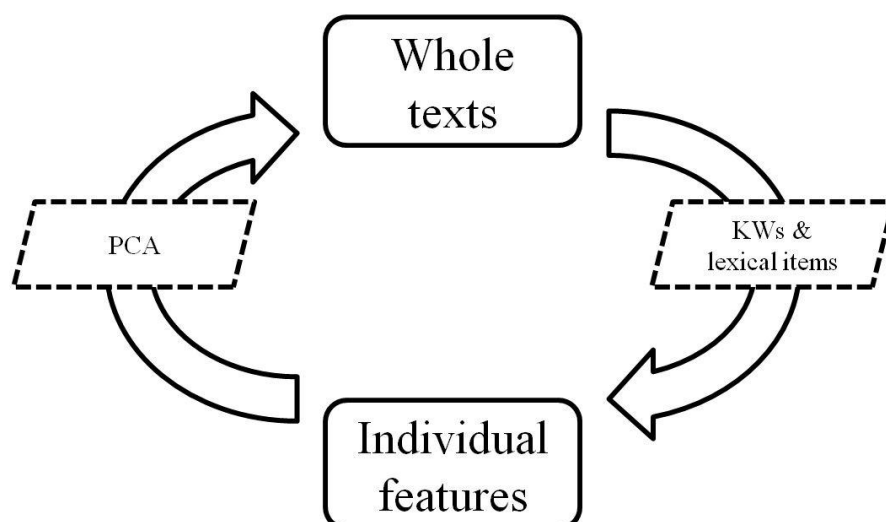 Whole
texts
PCA
KWs &
lexical items
Individual
features